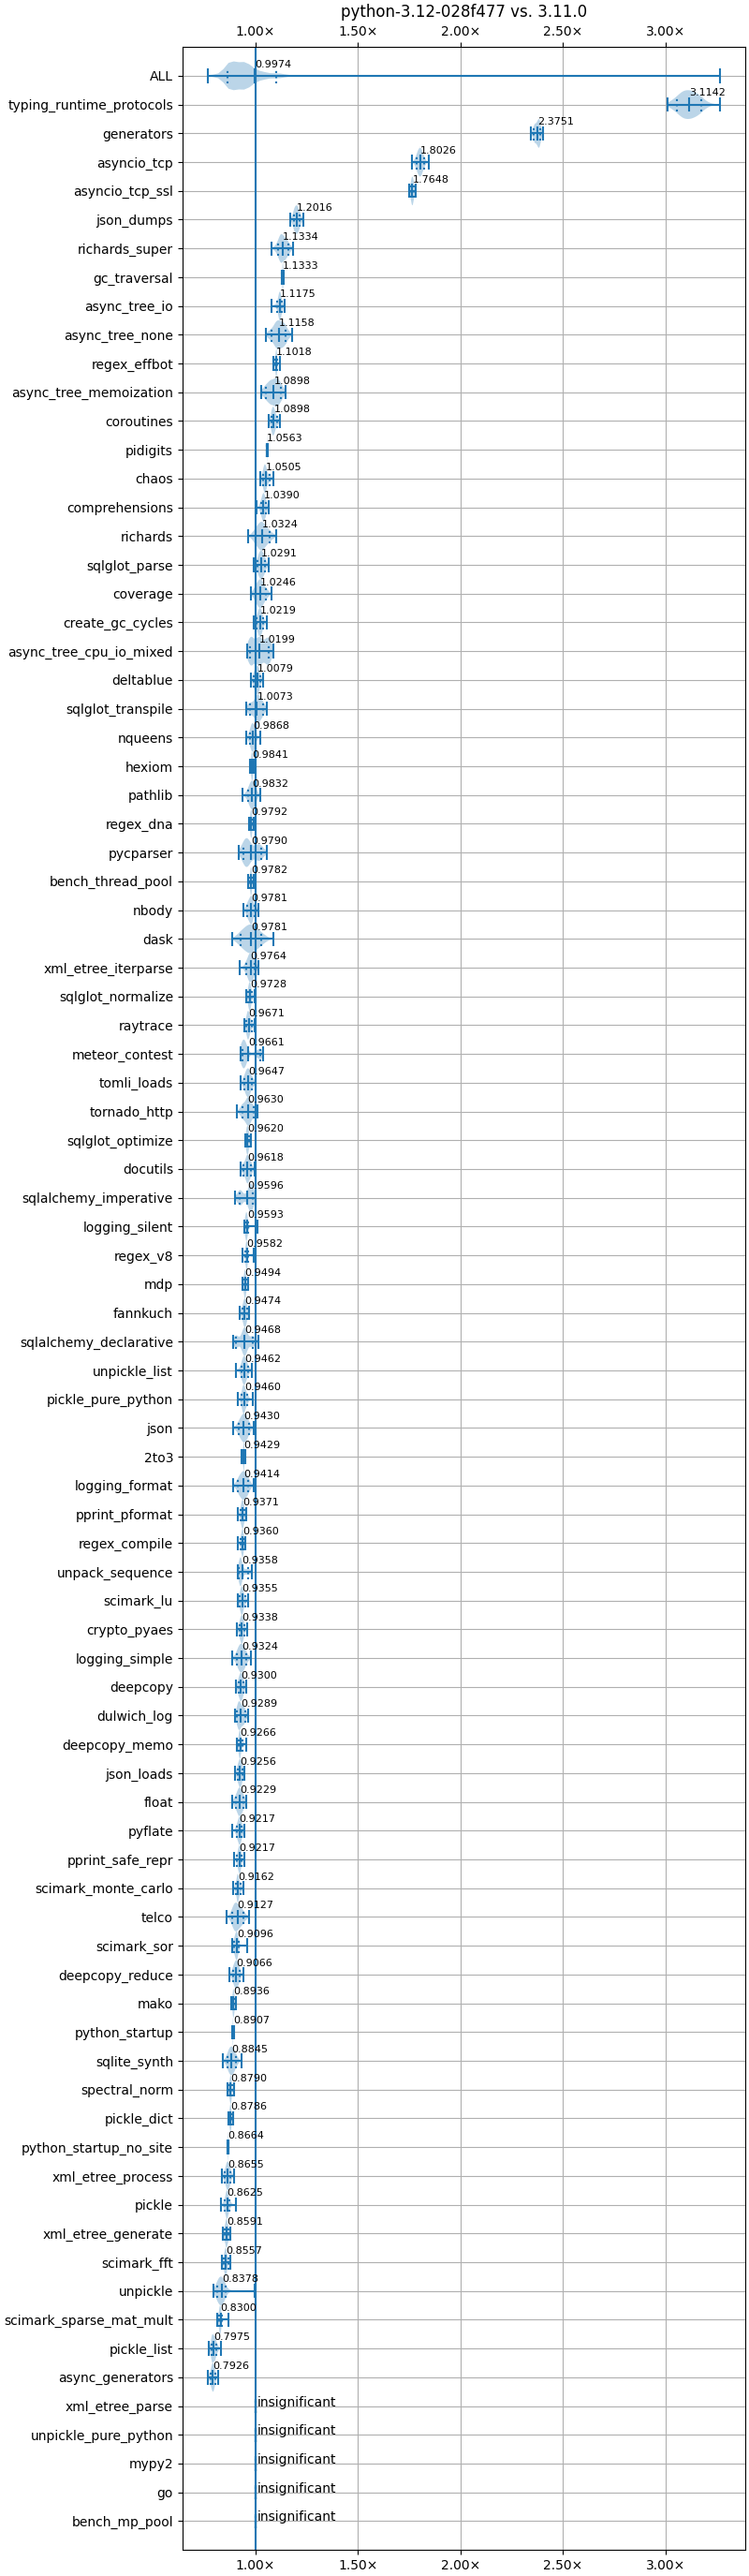 python-3.12-028f477 vs. 3.11.0
1.00× 1.50× 2.00× 2.50× 3.00×
ALL 0.9974
typing_runtime_protocols 3.1142
generators 2.3751
asyncio_tcp 1.8026
asyncio_tcp_ssl 1.7648
json_dumps 1.2016
richards_super 1.1334
gc_traversal 1.1333
async_tree_io 1.1175
async_tree_none 1.1158
regex_effbot 1.1018
async_tree_memoization 1.0898
coroutines 1.0898
pidigits 1.0563
chaos 1.0505
comprehensions 1.0390
richards 1.0324
sqlglot_parse 1.0291
coverage 1.0246
create_gc_cycles 1.0219
async_tree_cpu_io_mixed 1.0199
deltablue 1.0079
sqlglot_transpile 1.0073
nqueens 0.9868
hexiom 0.9841
pathlib 0.9832
regex_dna 0.9792
pycparser 0.9790
bench_thread_pool 0.9782
nbody 0.9781
dask 0.9781
xml_etree_iterparse 0.9764
sqlglot_normalize 0.9728
raytrace 0.9671
meteor_contest 0.9661
tomli_loads 0.9647
tornado_http 0.9630
sqlglot_optimize 0.9620
docutils 0.9618
sqlalchemy_imperative 0.9596
logging_silent 0.9593
regex_v8 0.9582
mdp 0.9494
fannkuch 0.9474
sqlalchemy_declarative 0.9468
unpickle_list 0.9462
pickle_pure_python 0.9460
json 0.9430
2to3 0.9429
logging_format 0.9414
pprint_pformat 0.9371
regex_compile 0.9360
unpack_sequence 0.9358
scimark_lu 0.9355
crypto_pyaes 0.9338
logging_simple 0.9324
deepcopy 0.9300
dulwich_log 0.9289
deepcopy_memo 0.9266
json_loads 0.9256
float 0.9229
pyflate 0.9217
pprint_safe_repr 0.9217
scimark_monte_carlo 0.9162
telco 0.9127
scimark_sor 0.9096
deepcopy_reduce 0.9066
mako 0.8936
python_startup 0.8907
sqlite_synth 0.8845
spectral_norm 0.8790
pickle_dict 0.8786
python_startup_no_site 0.8664
xml_etree_process 0.8655
pickle 0.8625
xml_etree_generate 0.8591
scimark_fft 0.8557
unpickle 0.8378
scimark_sparse_mat_mult 0.8300
pickle_list 0.7975
async_generators 0.7926
xml_etree_parse insignificant
unpickle_pure_python insignificant
mypy2 insignificant
go insignificant
bench_mp_pool insignificant
1.00× 1.50× 2.00× 2.50× 3.00×